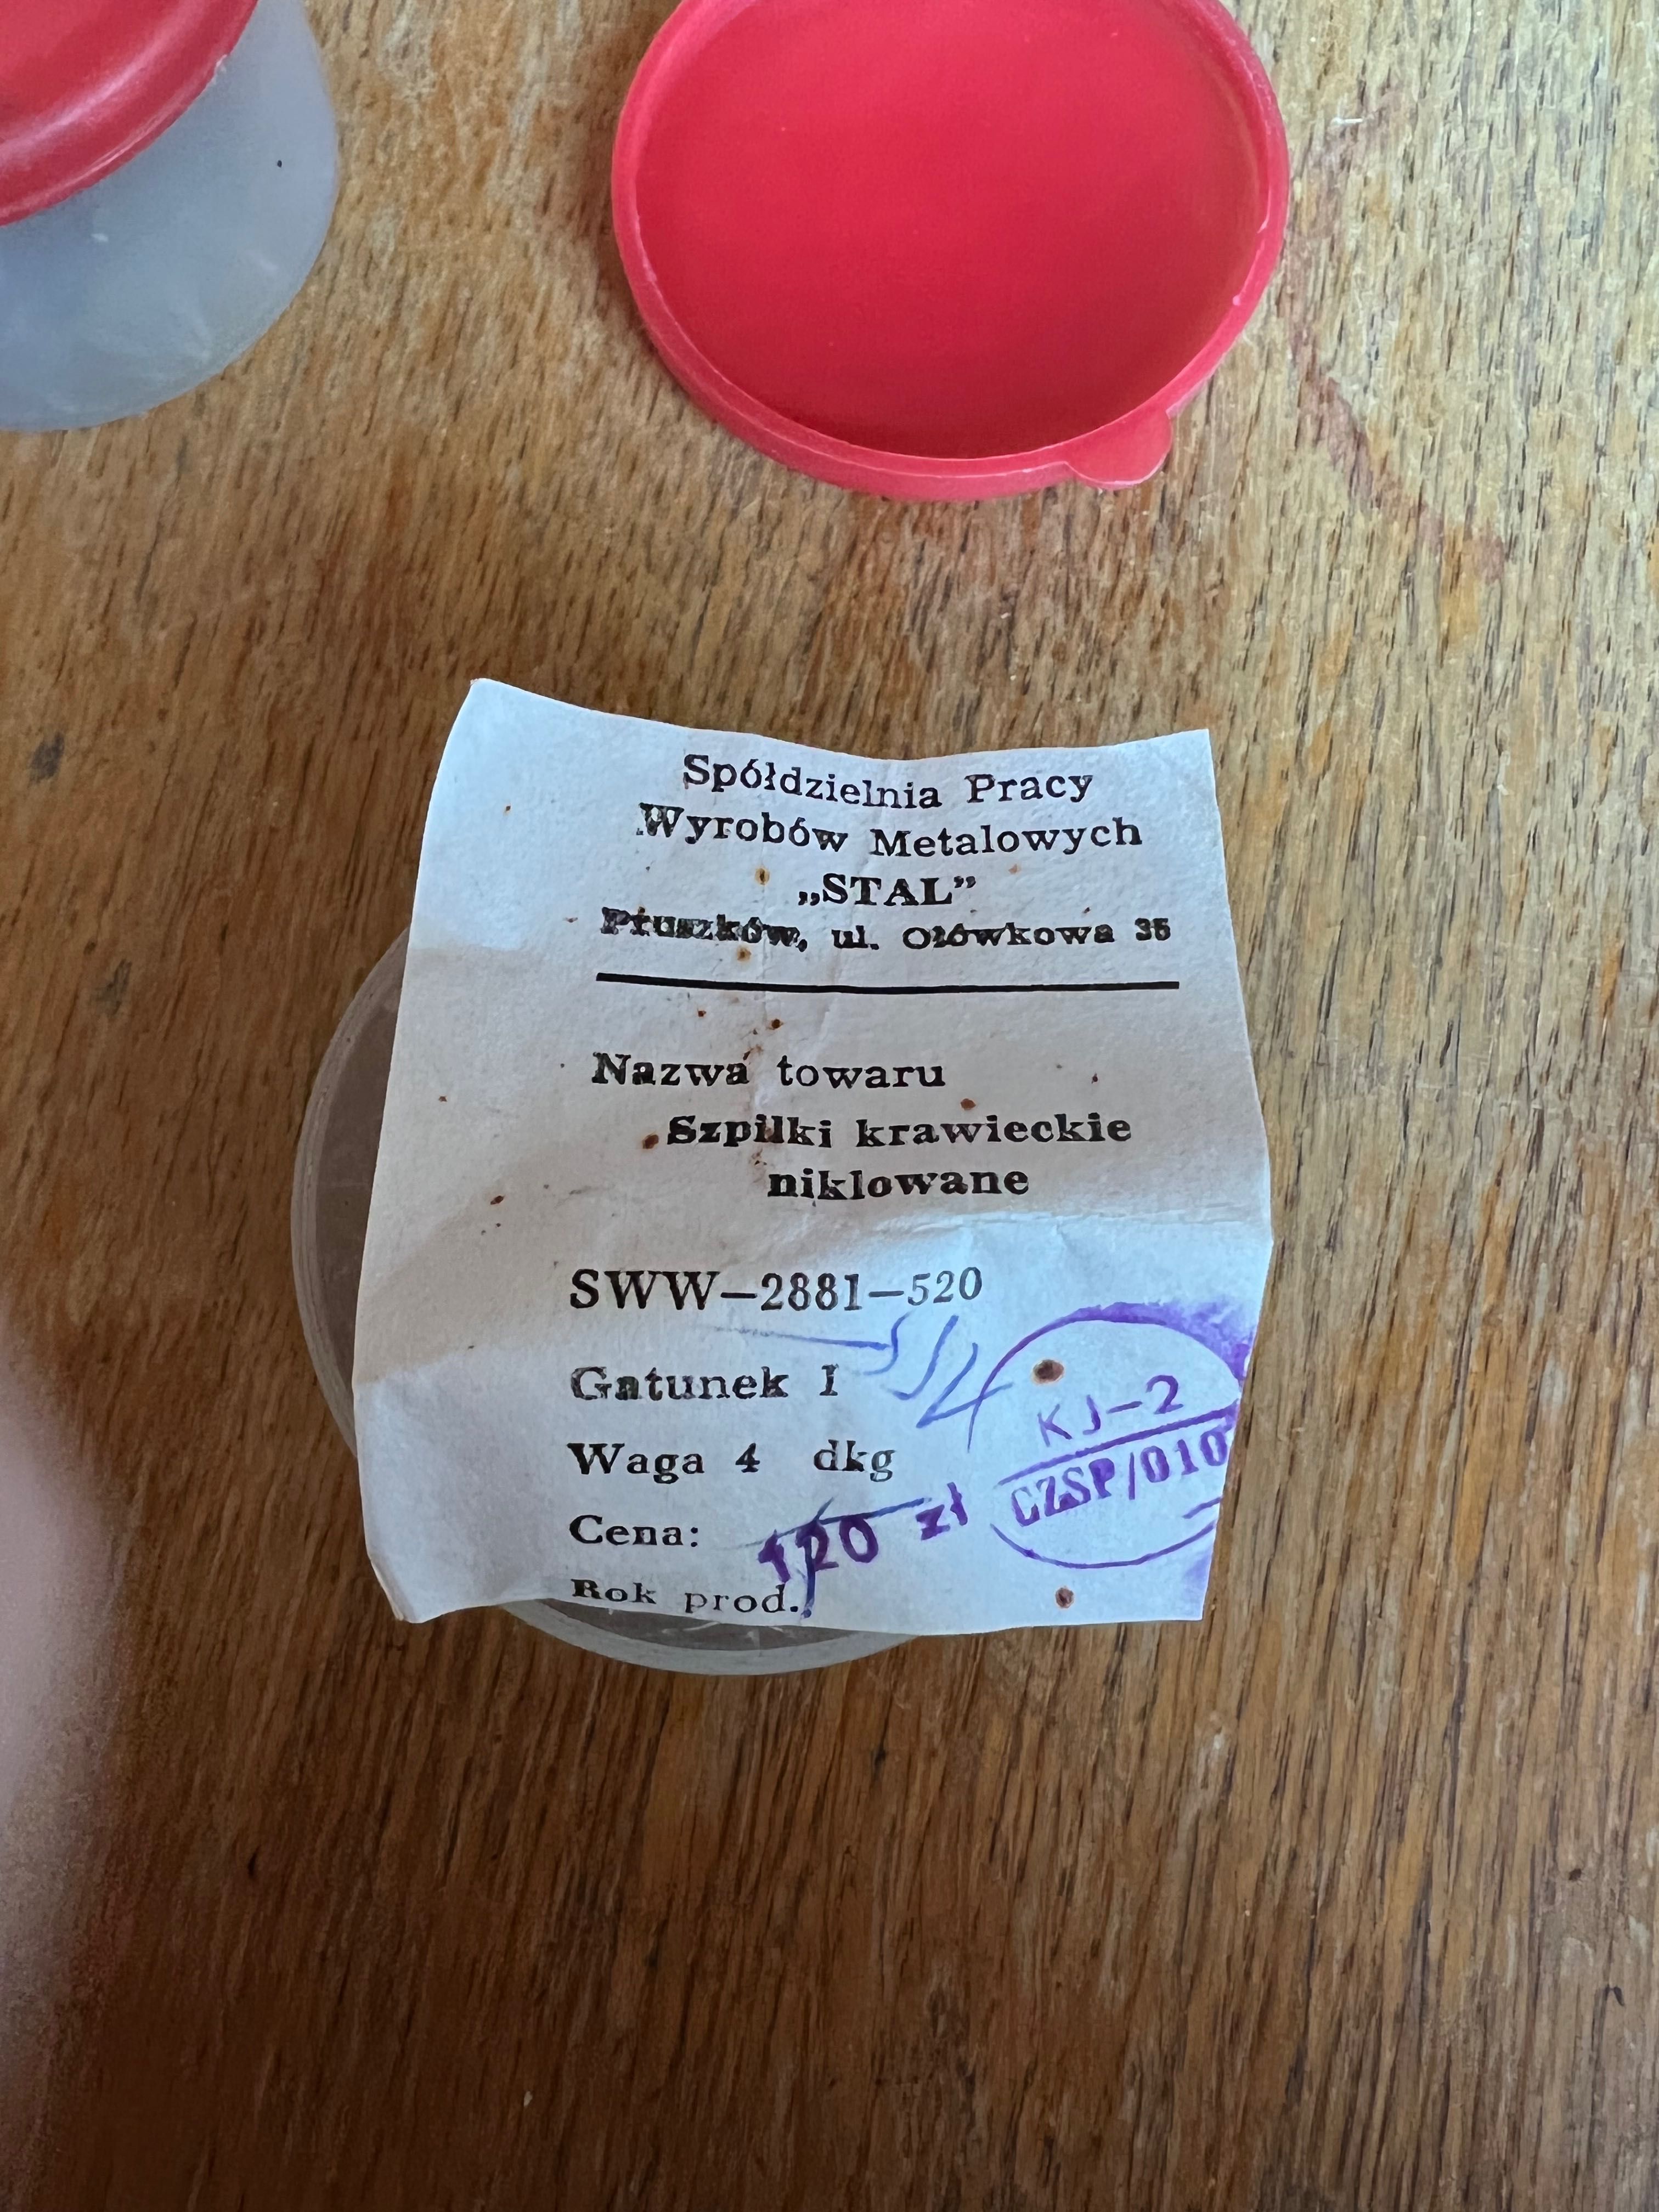 Spółdzielnia Pracy
Wyrobów Metalowych
„STAL”
Pruszków, ul. Ołówkowa 35
Nazwa towaru
Szpilki krawieckie
niklowane
SWW—2881—520
Gatunek I
Waga 4 dkg
Cena: 120 zł
Rok prod.
KJ-2
CZSP/010